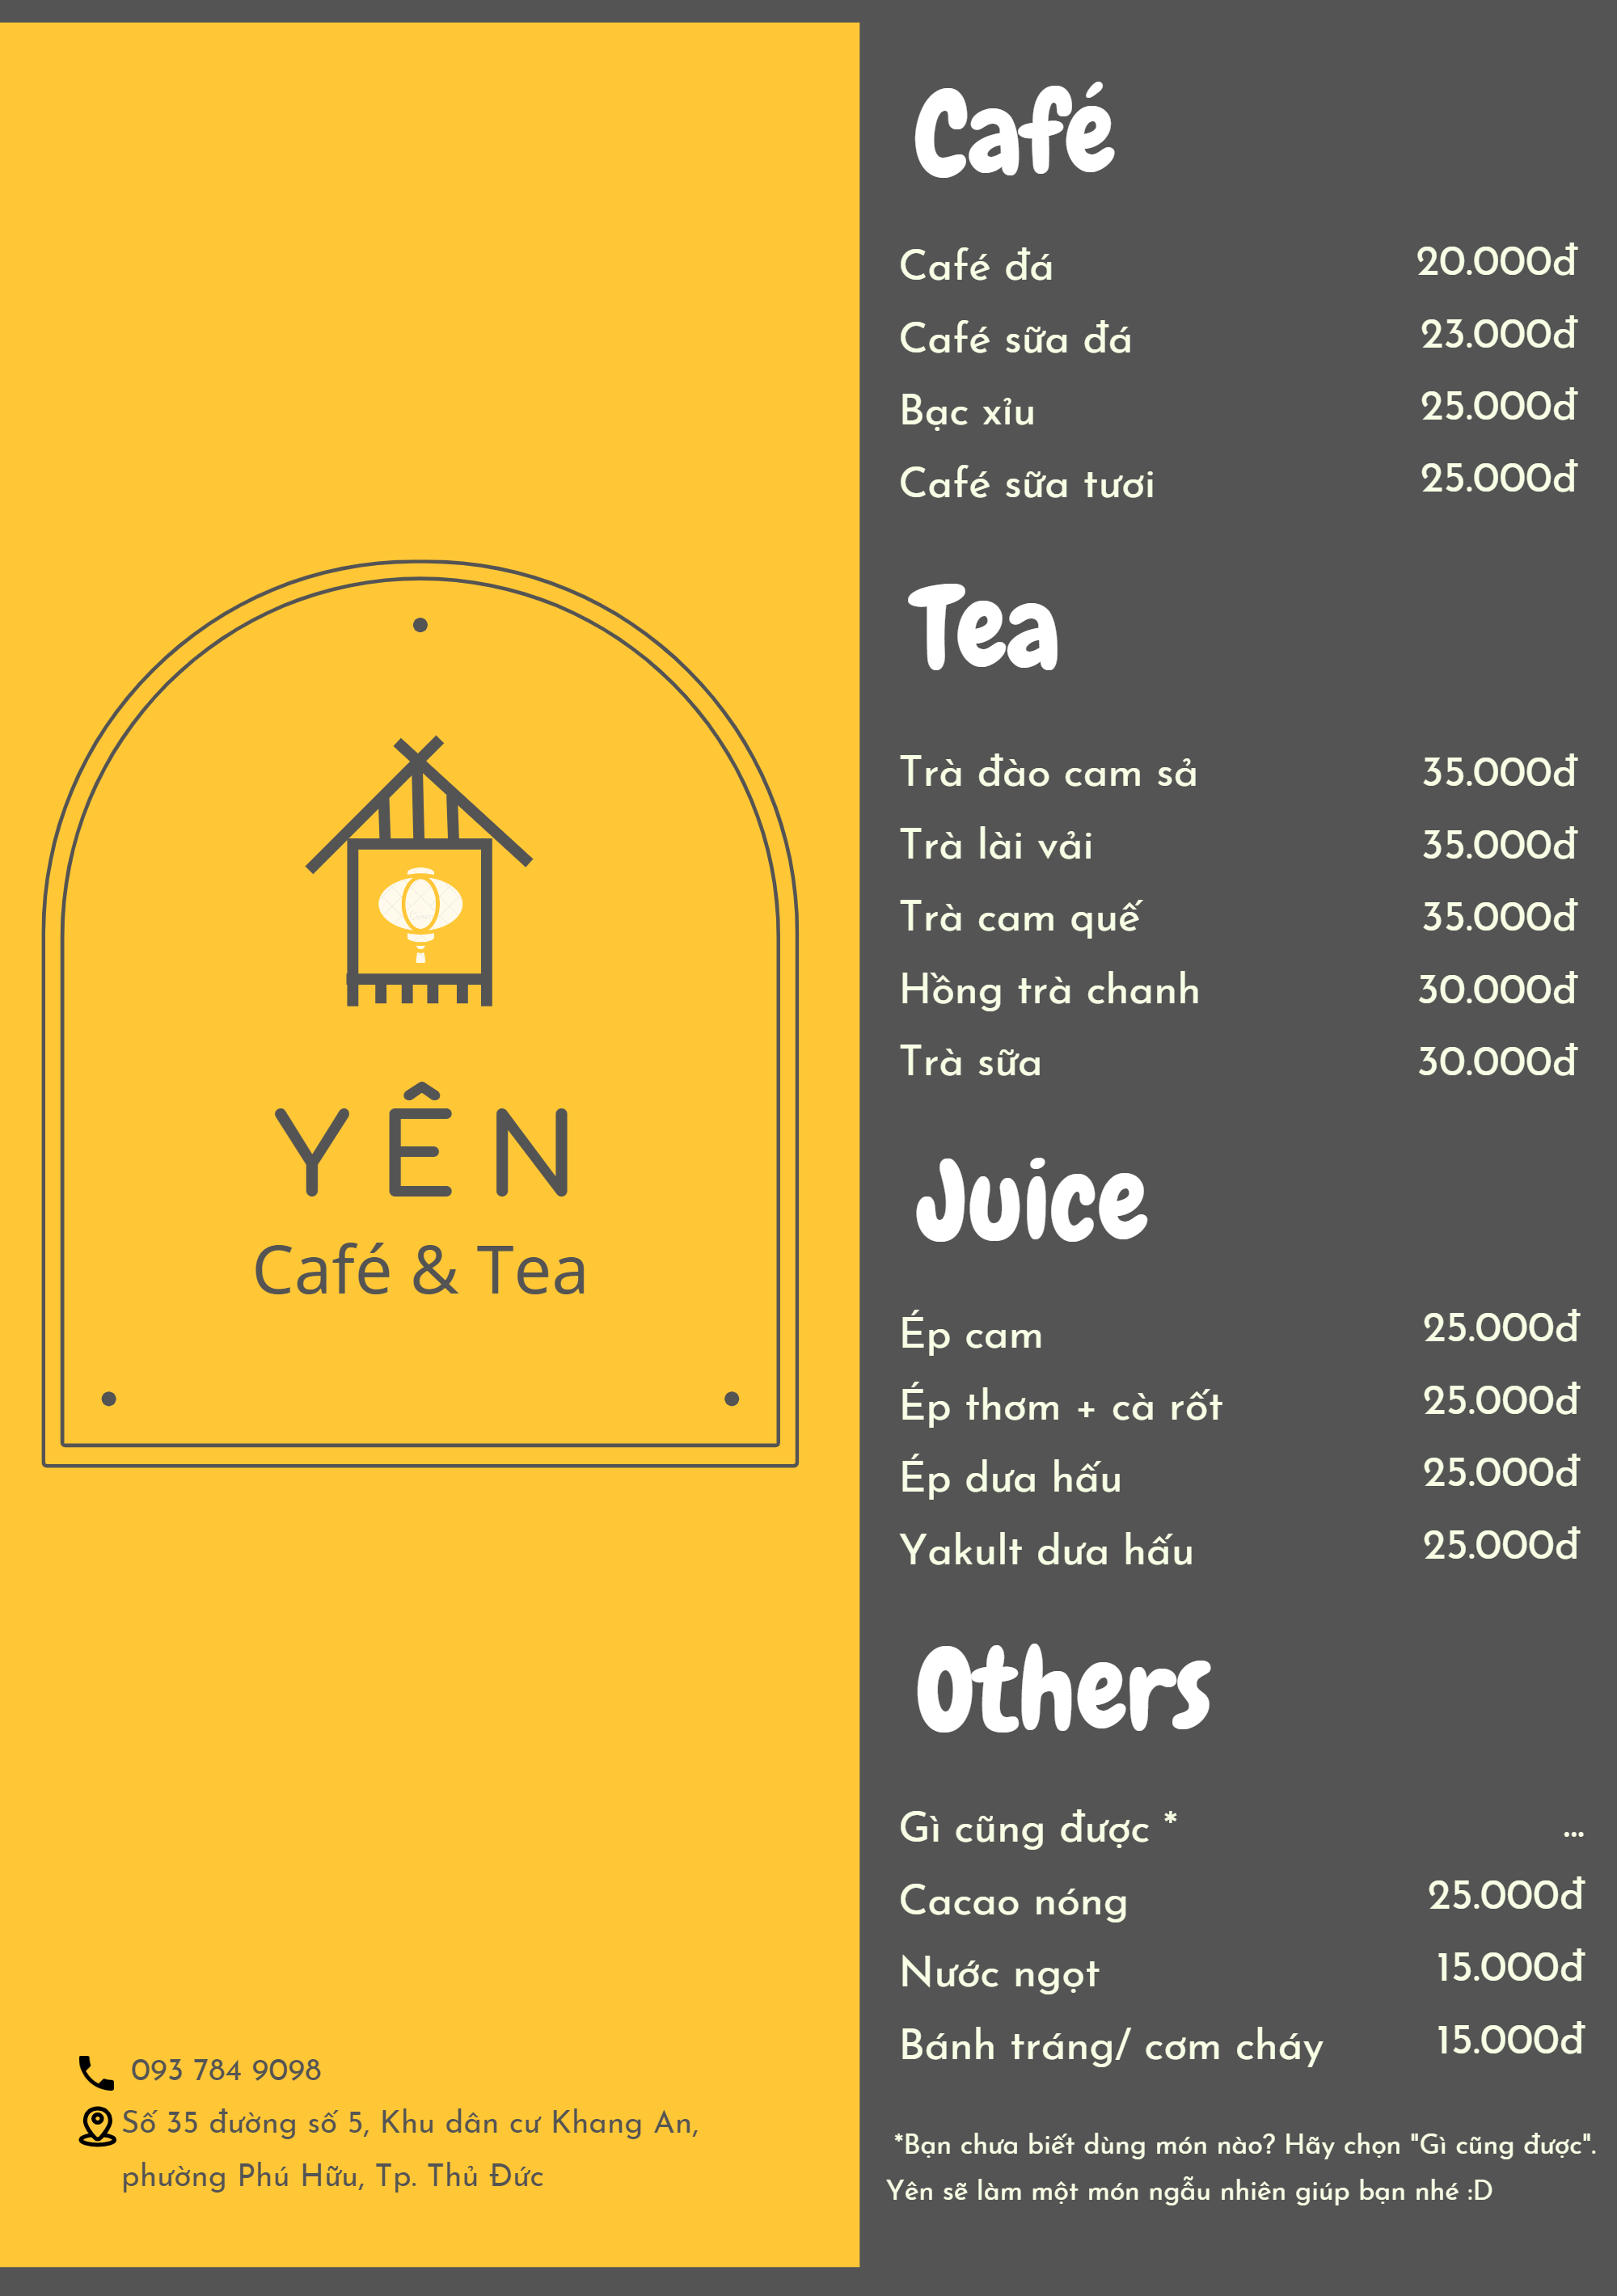 YÊN
Café & Tea
093 784 9098
Số 35 đường số 5, Khu dân cư Khang An,
phường Phú Hữu, Tp. Thủ Đức
Café
Café đá 20.000đ
Café sữa đá 23.000đ
Bạc xỉu 25.000đ
Café sữa tươi 25.000đ
Tea
Trà đào cam sả 35.000đ
Trà lài vải 35.000đ
Trà cam quế 35.000đ
Hồng trà chanh 30.000đ
Trà sữa 30.000đ
Juice
Ép cam 25.000đ
Ép thơm + cà rốt 25.000đ
Ép dưa hấu 25.000đ
Yakult dưa hấu 25.000đ
Others
Gì cũng được * ...
Cacao nóng 25.000đ
Nước ngọt 15.000đ
Bánh tráng/ cơm cháy 15.000đ
*Bạn chưa biết dùng món nào? Hãy chọn "Gì cũng được".
Yên sẽ làm một món ngẫu nhiên giúp bạn nhé :D